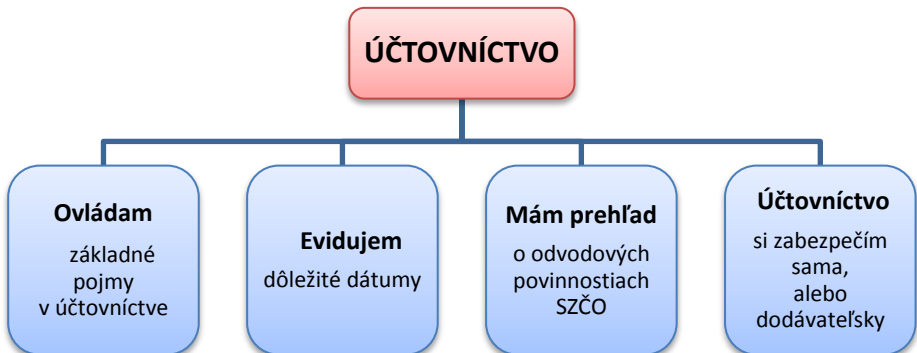 ÚČTOVNÍCTVO
Ovládam
základné
pojmy
v účtovníctve
Evidujem
dôležité dátumy
Mám prehľad
o odvodových
povinnostiach
SZČO
Účtovníctvo
si zabezpečím
sama,
alebo
dodávateľsky